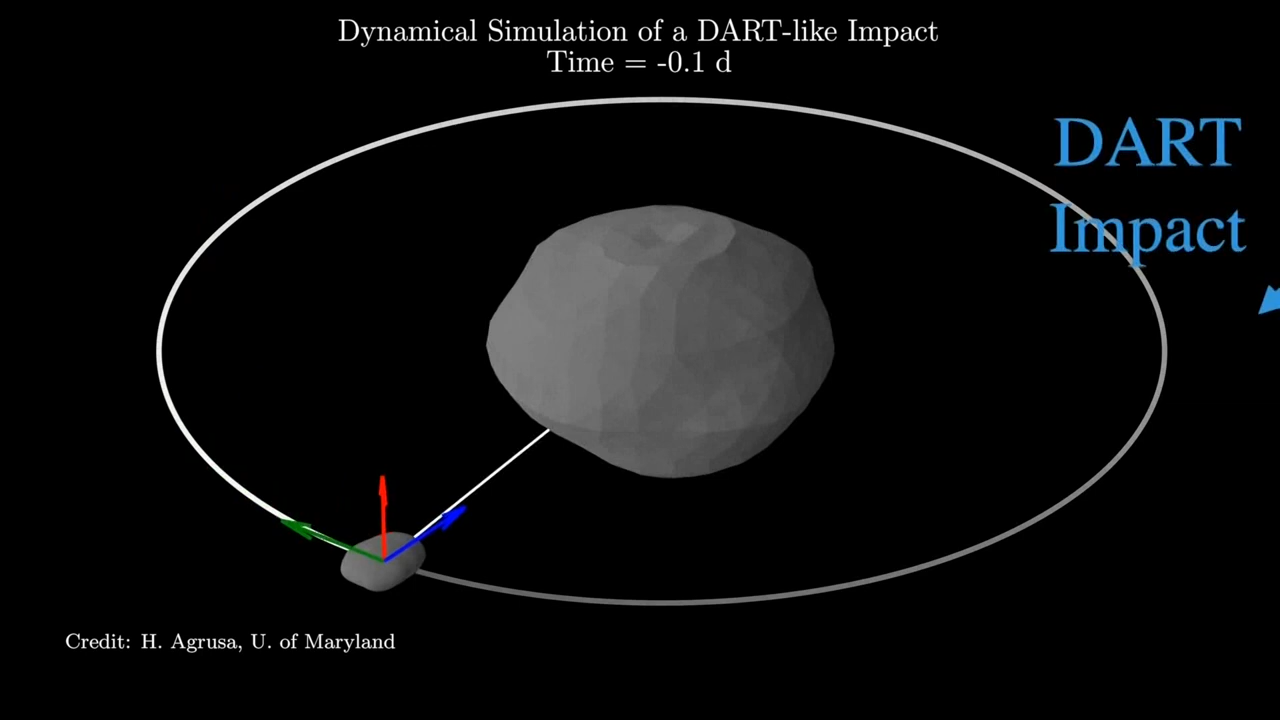 Dynamical Simulation of a DART-like Impact
Time = -0.1 d
DART
Impact
Credit: H. Agrusa, U. of Maryland